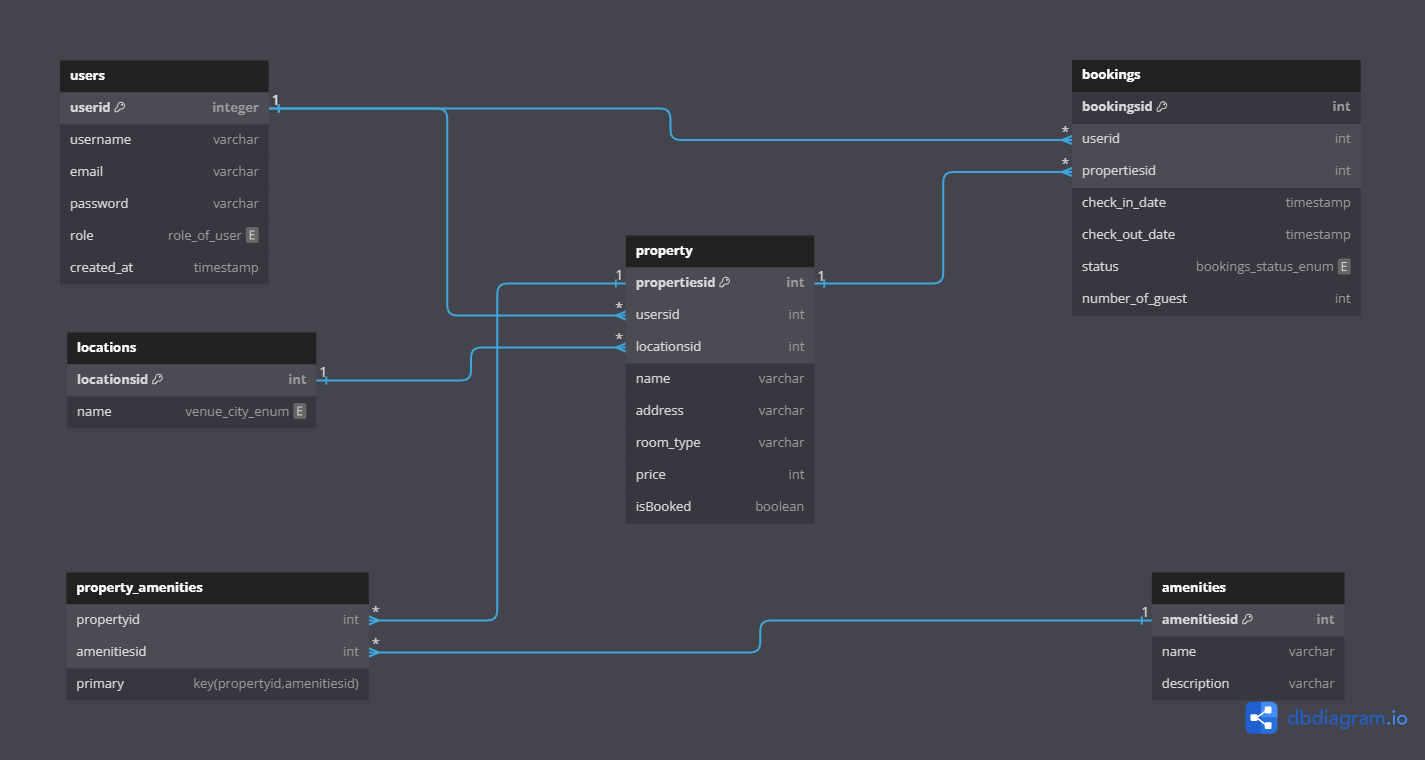 users
userid integer
username varchar
email varchar
password varchar
role role_of_user E
created_at timestamp
1
*
*
bookings
bookingsid int
userid int
propertiesid int
check_in_date timestamp
check_out_date timestamp
status bookings_status_enum E
number_of_guest int
property
1 propertiesid int 1
* usersid int
* locationsid int
name varchar
address varchar
room_type varchar
price int
isBooked boolean
locations
locationsid int 1
name venue_city_enum E
property_amenities
propertyid int *
amenitiesid int *
primary key(propertyid,amenitiesid)
amenities
1 amenitiesid int
name varchar
description varchar
dbdiagram.io